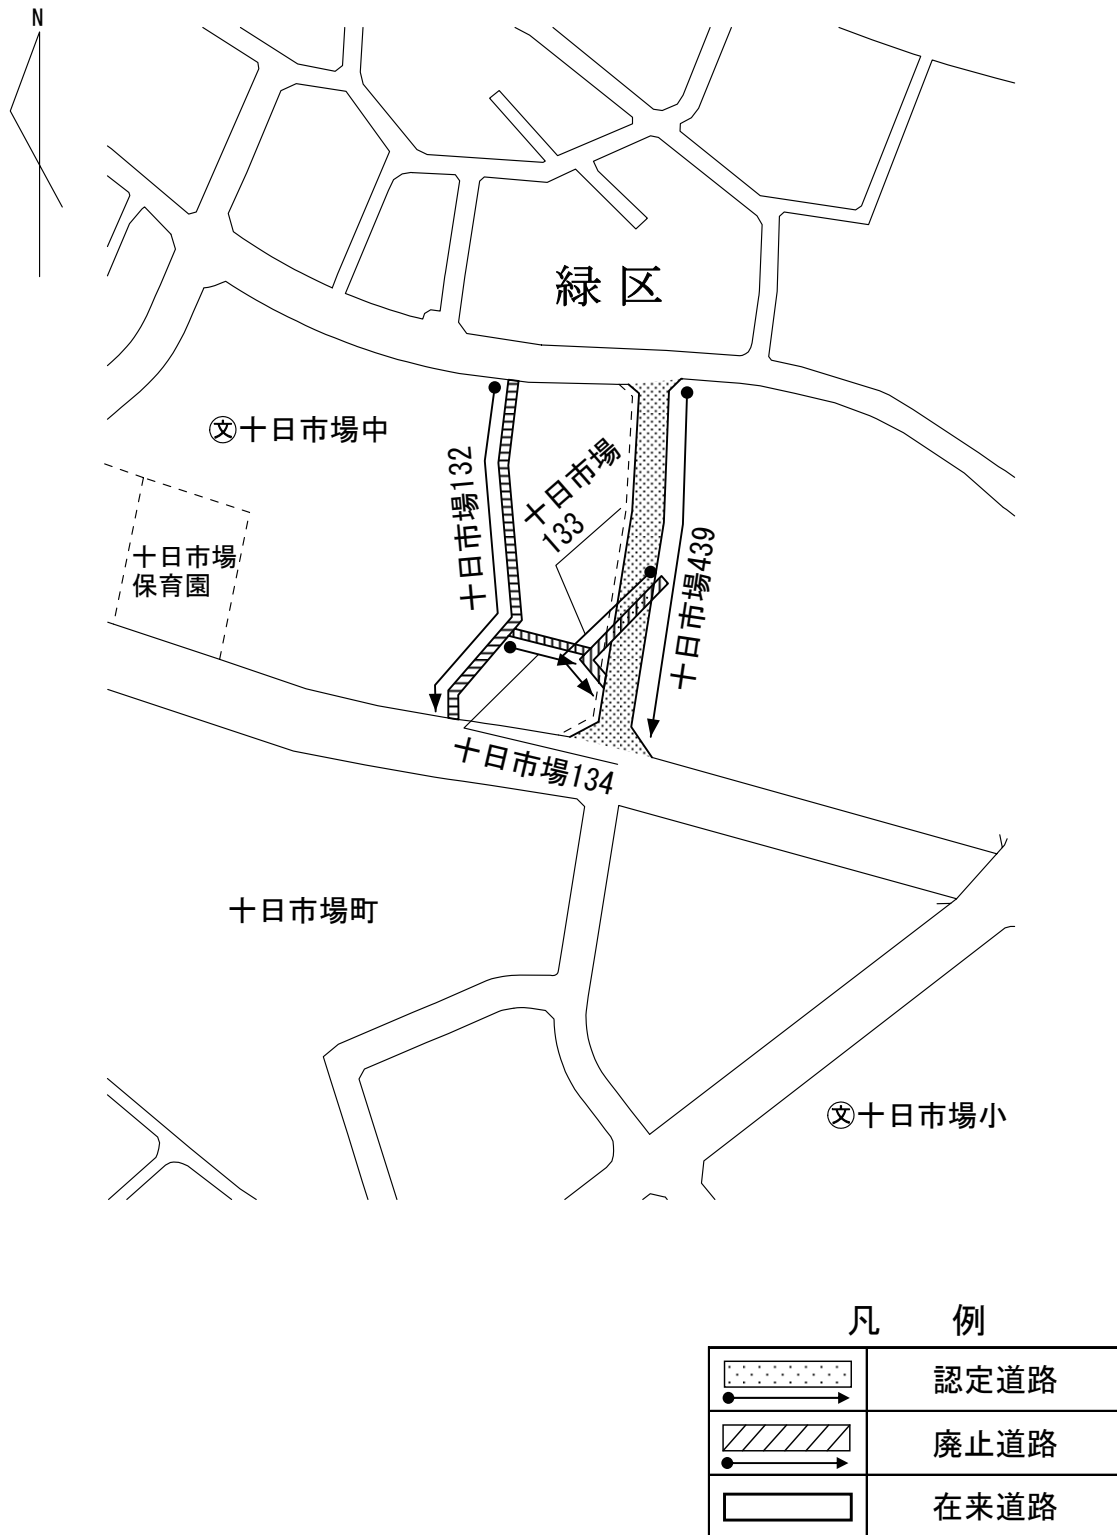 N
緑区
文十日市場中
十日市場132
十日市場
133
十日市場439
十日市場
保育園
十日市場134
十日市場町
文十日市場小
凡 例
認定道路
廃止道路
在来道路